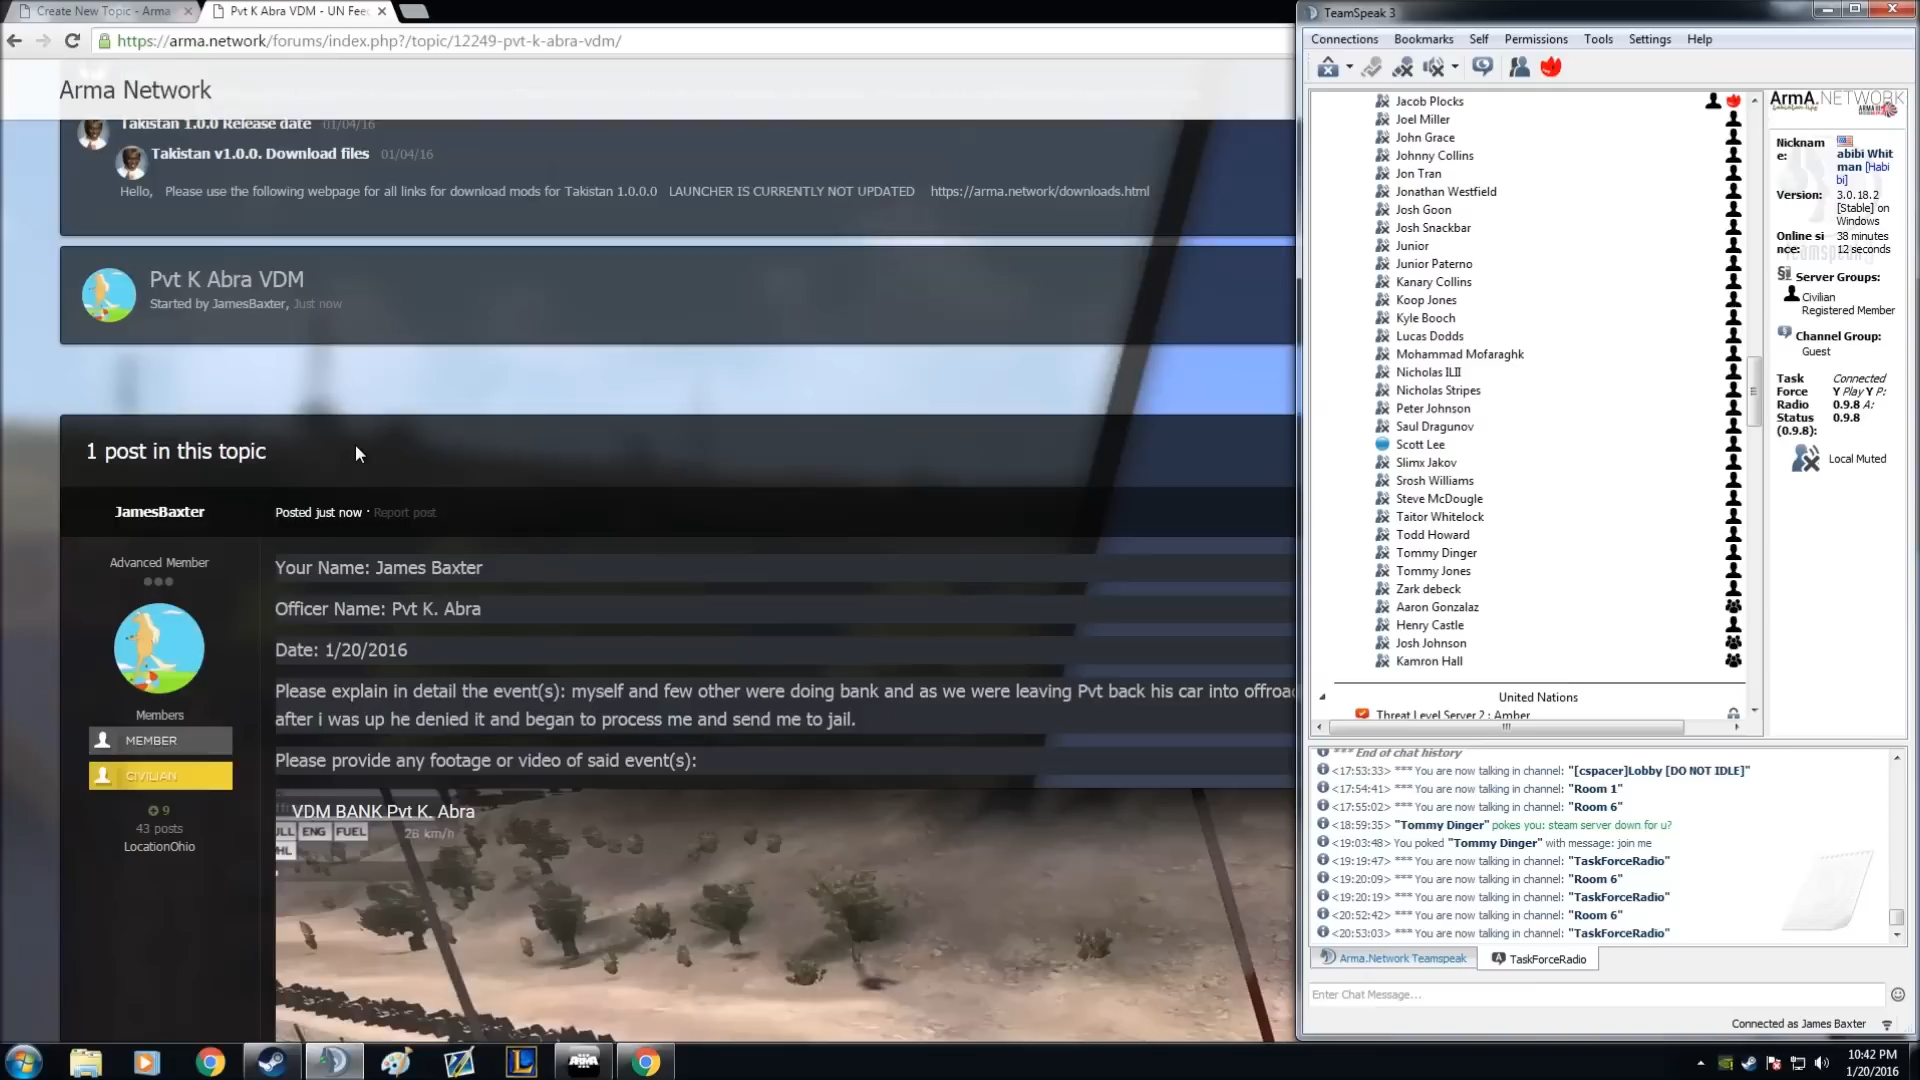 Create New Topic - Arma
Pvt K Abra VDM - UN Fee
https://arma.network/forums/index.php?/topic/12249-pvt-k-abra-vdm/
Arma Network
Takistan 1.0.0 Release date 01/04/16
Takistan v1.0.0. Download files 01/04/16
Hello, Please use the following webpage for all links for download mods for Takistan 1.0.0.0 LAUNCHER IS CURRENTLY NOT UPDATED https://arma.network/downloads.html
Pvt K Abra VDM
Started by JamesBaxter, Just now
1 post in this topic
JamesBaxter
Posted just now · Report post
Advanced Member
Members
MEMBER
CIVILIAN
9
43 posts
LocationOhio
Your Name: James Baxter
Officer Name: Pvt K. Abra
Date: 1/20/2016
Please explain in detail the event(s): myself and few other were doing bank and as we were leaving Pvt back his car into offroa
after i was up he denied it and began to process me and send me to jail.
Please provide any footage or video of said event(s):
VDM BANK Pvt K. Abra
ENG FUEL
28 km/h
TeamSpeak 3
Connections Bookmarks Self Permissions Tools Settings Help
Jacob Plocks
Joel Miller
John Grace
Johnny Collins
Jon Tran
Jonathan Westfield
Josh Goon
Josh Snackbar
Junior
Junior Paterno
Kanary Collins
Koop Jones
Kyle Booch
Lucas Dodds
Mohammad Mofaraghk
Nicholas ILII
Nicholas Stripes
Peter Johnson
Saul Dragunov
Scott Lee
Slimx Jakov
Srosh Williams
Steve McDougle
Taitor Whitelock
Todd Howard
Tommy Dinger
Tommy Jones
Zark debeck
Aaron Gonzalaz
Henry Castle
Josh Johnson
Kamron Hall
United Nations
Threat Level Server 2 : Amber
ArmA.NETWORK
Nicknam
e:
abibi Whit
man [Habi
bi]
Version: 3.0.18.2
[Stable] on
Windows
Online si
nce:
38 minutes
12 seconds
Server Groups:
Civilian
Registered Member
Channel Group:
Guest
Task
Force
Radio
Status
(0.9.8):
Connected
Y Play Y P:
0.9.8 A:
0.9.8
Local Muted
*** End of chat history
<17:53:33> *** You are now talking in channel: "[cspacer]Lobby [DO NOT IDLE]"
<17:54:41> *** You are now talking in channel: "Room 1"
<17:55:02> *** You are now talking in channel: "Room 6"
<18:59:35> "Tommy Dinger" pokes you: steam server down for u?
<19:03:48> You poked "Tommy Dinger" with message: join me
<19:19:47> *** You are now talking in channel: "TaskForceRadio"
<19:20:09> *** You are now talking in channel: "Room 6"
<19:20:19> *** You are now talking in channel: "TaskForceRadio"
<20:52:42> *** You are now talking in channel: "Room 6"
<20:53:03> *** You are now talking in channel: "TaskForceRadio"
Arma.Network Teamspeak
TaskForceRadio
Enter Chat Message...
Connected as James Baxter
10:42 PM
1/20/2016